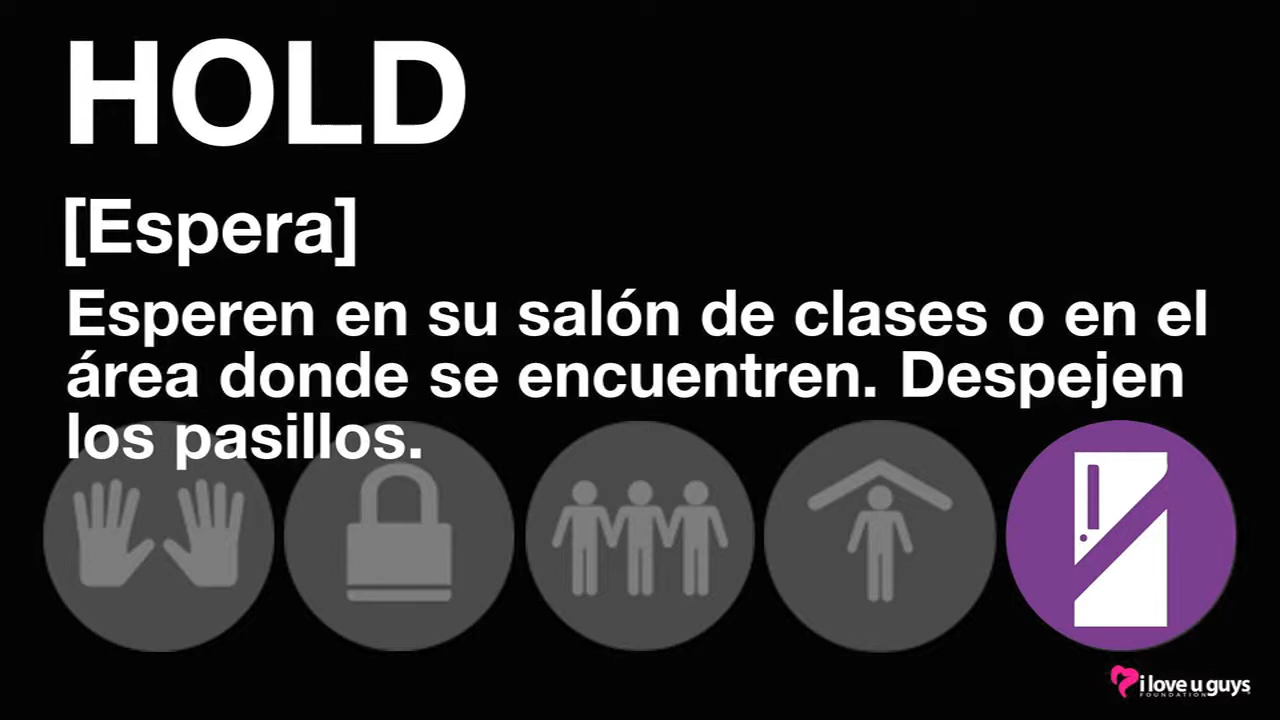 HOLD
[Espera]
Esperen en su salón de clases o en el
área donde se encuentren. Despejen
los pasillos.
i love u guys
FOUNDATION